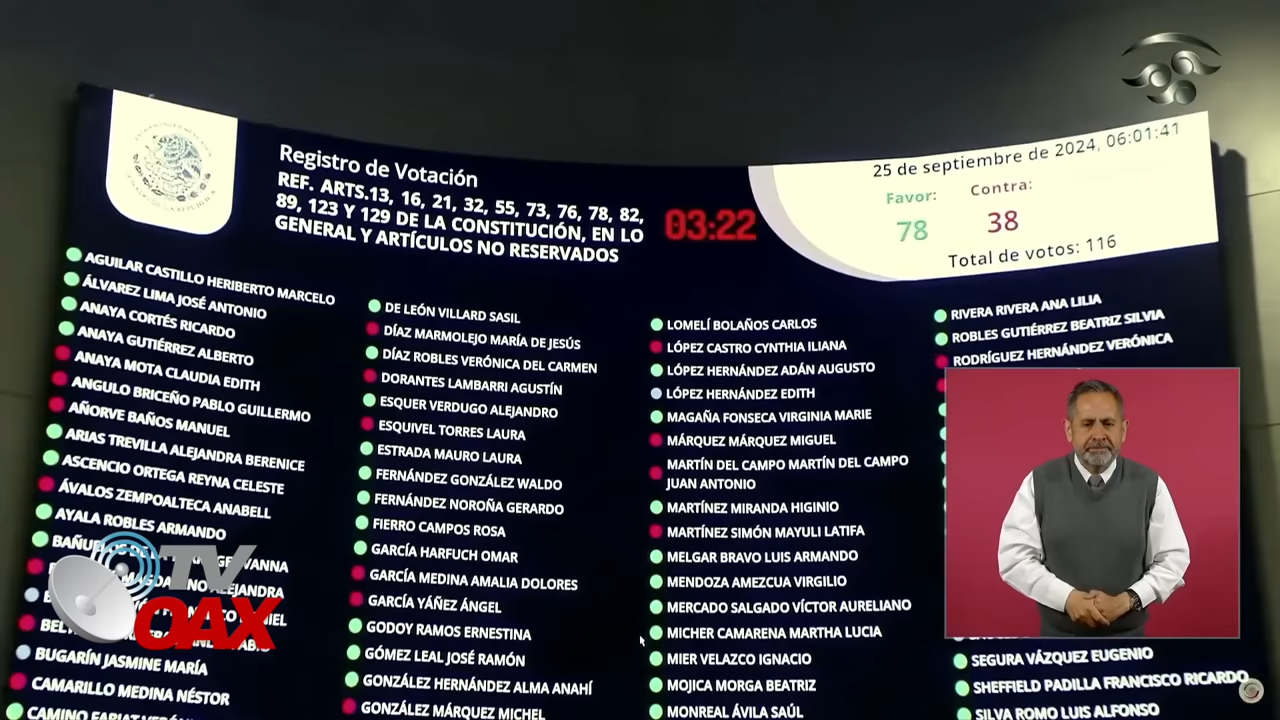 Registro de Votación
REF. ARTS.13, 16, 21, 32, 55, 73, 76, 78, 82,
89, 123 Y 129 DE LA CONSTITUCIÓN, EN LO
GENERAL Y ARTÍCULOS NO RESERVADOS
03:22
25 de septiembre de 2024, 06:01:41
Favor:
78
Contra:
38
Total de votos: 116
AGUILAR CASTILLO HERIBERTO MARCELO
ÁLVAREZ LIMA JOSÉ ANTONIO
ANAYA CORTÉS RICARDO
ANAYA GUTIÉRREZ ALBERTO
ANAYA MOTA CLAUDIA EDITH
ANGULO BRICEÑO PABLO GUILLERMO
AÑORVE BAÑOS MANUEL
ARIAS TREVILLA ALEJANDRA BERENICE
ASCENCIO ORTEGA REYNA CELESTE
ÁVALOS ZEMPOALTECA ANABELL
AYALA ROBLES ARMANDO
BUGARÍN JASMINE MARÍA
CAMARILLO MEDINA NÉSTOR
CAMINO
DE LEÓN VILLARD SASIL
DÍAZ MARMOLEJO MARÍA DE JESÚS
DÍAZ ROBLES VERÓNICA DEL CARMEN
DORANTES LAMBARRI AGUSTÍN
ESQUER VERDUGO ALEJANDRO
ESQUIVEL TORRES LAURA
ESTRADA MAURO LAURA
FERNÁNDEZ GONZÁLEZ WALDO
FERNÁNDEZ NOROÑA GERARDO
FIERRO CAMPOS ROSA
GARCÍA HARFUCH OMAR
GARCÍA MEDINA AMALIA DOLORES
GARCÍA YÁÑEZ ÁNGEL
GODOY RAMOS ERNESTINA
GÓMEZ LEAL JOSÉ RAMÓN
GONZÁLEZ HERNÁNDEZ ALMA ANAHÍ
GONZÁLEZ MÁRQUEZ MICHEL
LOMELÍ BOLAÑOS CARLOS
LÓPEZ CASTRO CYNTHIA ILIANA
LÓPEZ HERNÁNDEZ ADÁN AUGUSTO
LÓPEZ HERNÁNDEZ EDITH
MAGAÑA FONSECA VIRGINIA MARIE
MÁRQUEZ MÁRQUEZ MIGUEL
MARTÍN DEL CAMPO MARTÍN DEL CAMPO
JUAN ANTONIO
MARTÍNEZ MIRANDA HIGINIO
MARTÍNEZ SIMÓN MAYULI LATIFA
MELGAR BRAVO LUIS ARMANDO
MENDOZA AMEZCUA VIRGILIO
MERCADO SALGADO VÍCTOR AURELIANO
MICHER CAMARENA MARTHA LUCIA
MIER VELAZCO IGNACIO
MOJICA MORGA BEATRIZ
MONREAL ÁVILA SAÚL
RIVERA RIVERA ANA LILIA
ROBLES GUTIÉRREZ BEATRIZ SILVIA
RODRÍGUEZ HERNÁNDEZ VERÓNICA
SEGURA VÁZQUEZ EUGENIO
SHEFFIELD PADILLA FRANCISCO RICARDO
SILVA ROMO LUIS ALFONSO
TV
OAX